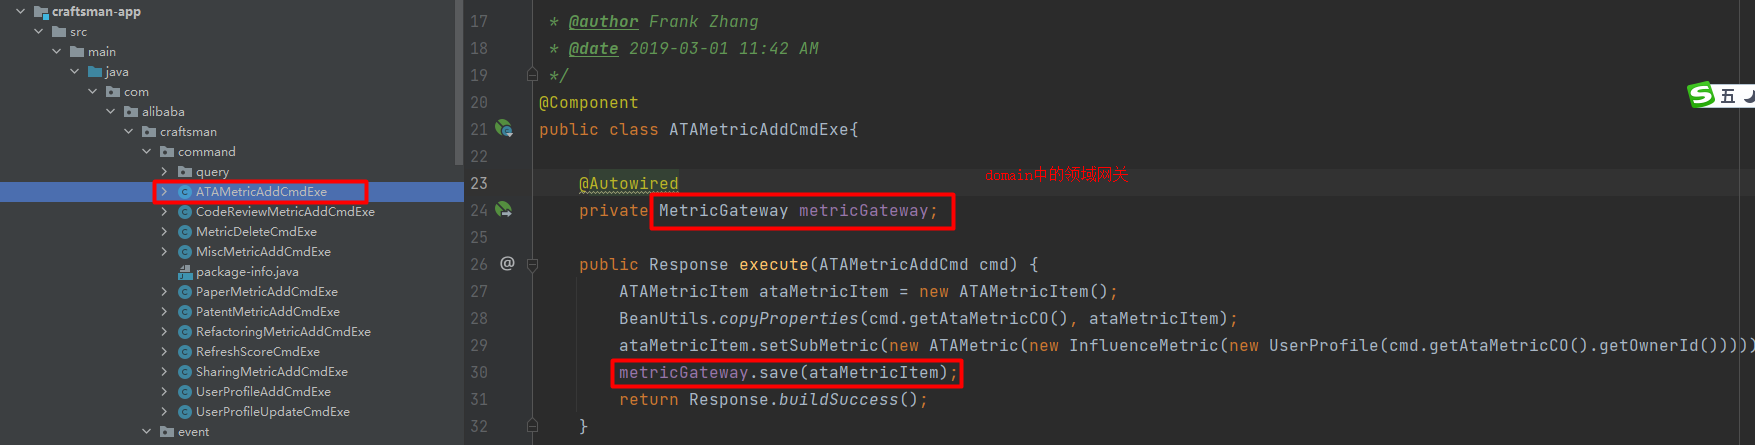 craftsman-app
src
main
java
com
alibaba
craftsman
command
query
ATAMetricAddCmdExe
CodeReviewMetricAddCmdExe
MetricDeleteCmdExe
MiscMetricAddCmdExe
package-info.java
PaperMetricAddCmdExe
PatentMetricAddCmdExe
RefactoringMetricAddCmdExe
RefreshScoreCmdExe
SharingMetricAddCmdExe
UserProfileAddCmdExe
UserProfileUpdateCmdExe
event
17 * @author Frank Zhang
18 * @date 2019-03-01 11:42 AM
19 */
20 @Component
21 public class ATAMetricAddCmdExe{
22
domain中的领域网关
23 @Autowired
24 private MetricGateway metricGateway;
25
26 @ public Response execute(ATAMetricAddCmd cmd) {
27 ATAMetricItem ataMetricItem = new ATAMetricItem();
28 BeanUtils.copyProperties(cmd.getAtaMetricCO(), ataMetricItem);
29 ataMetricItem.setSubMetric(new ATAMetric(new InfluenceMetric(new UserProfile(cmd.getAtaMetricCO().getOwnerId()))))
30 metricGateway.save(ataMetricItem);
31 return Response.buildSuccess();
32 }
S 五